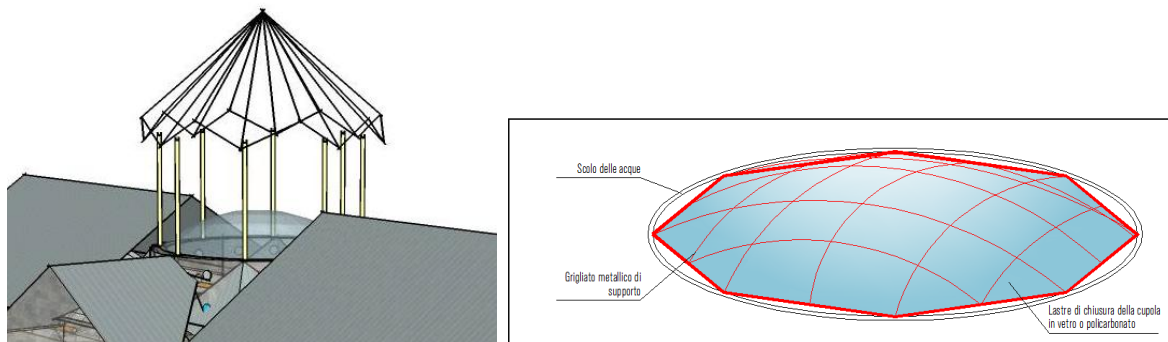 Scolo delle acque
Grigliato metallico di
supporto
Lastre di chiusura della cupola
in vetro o policarbonato